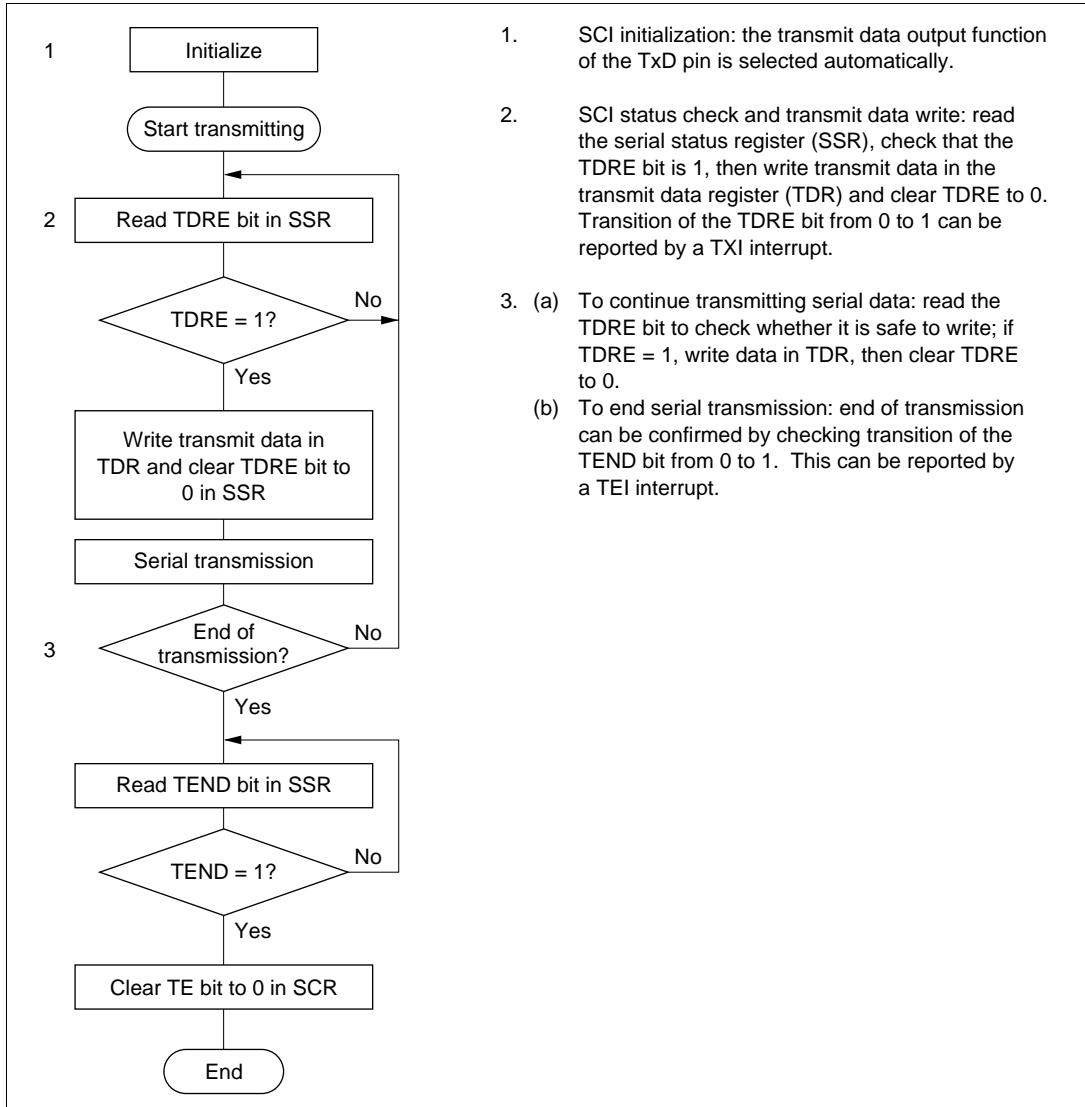 1
Initialize
Start transmitting
2
Read TDRE bit in SSR
TDRE = 1?
No
Yes
Write transmit data in
TDR and clear TDRE bit to
0 in SSR
Serial transmission
3
End of
transmission?
No
Yes
Read TEND bit in SSR
TEND = 1?
No
Yes
Clear TE bit to 0 in SCR
End
1. SCI initialization: the transmit data output function
of the TxD pin is selected automatically.
2. SCI status check and transmit data write: read
the serial status register (SSR), check that the
TDRE bit is 1, then write transmit data in the
transmit data register (TDR) and clear TDRE to 0.
Transition of the TDRE bit from 0 to 1 can be
reported by a TXI interrupt.
3. (a) To continue transmitting serial data: read the
TDRE bit to check whether it is safe to write; if
TDRE = 1, write data in TDR, then clear TDRE
to 0.
(b) To end serial transmission: end of transmission
can be confirmed by checking transition of the
TEND bit from 0 to 1. This can be reported by
a TEI interrupt.